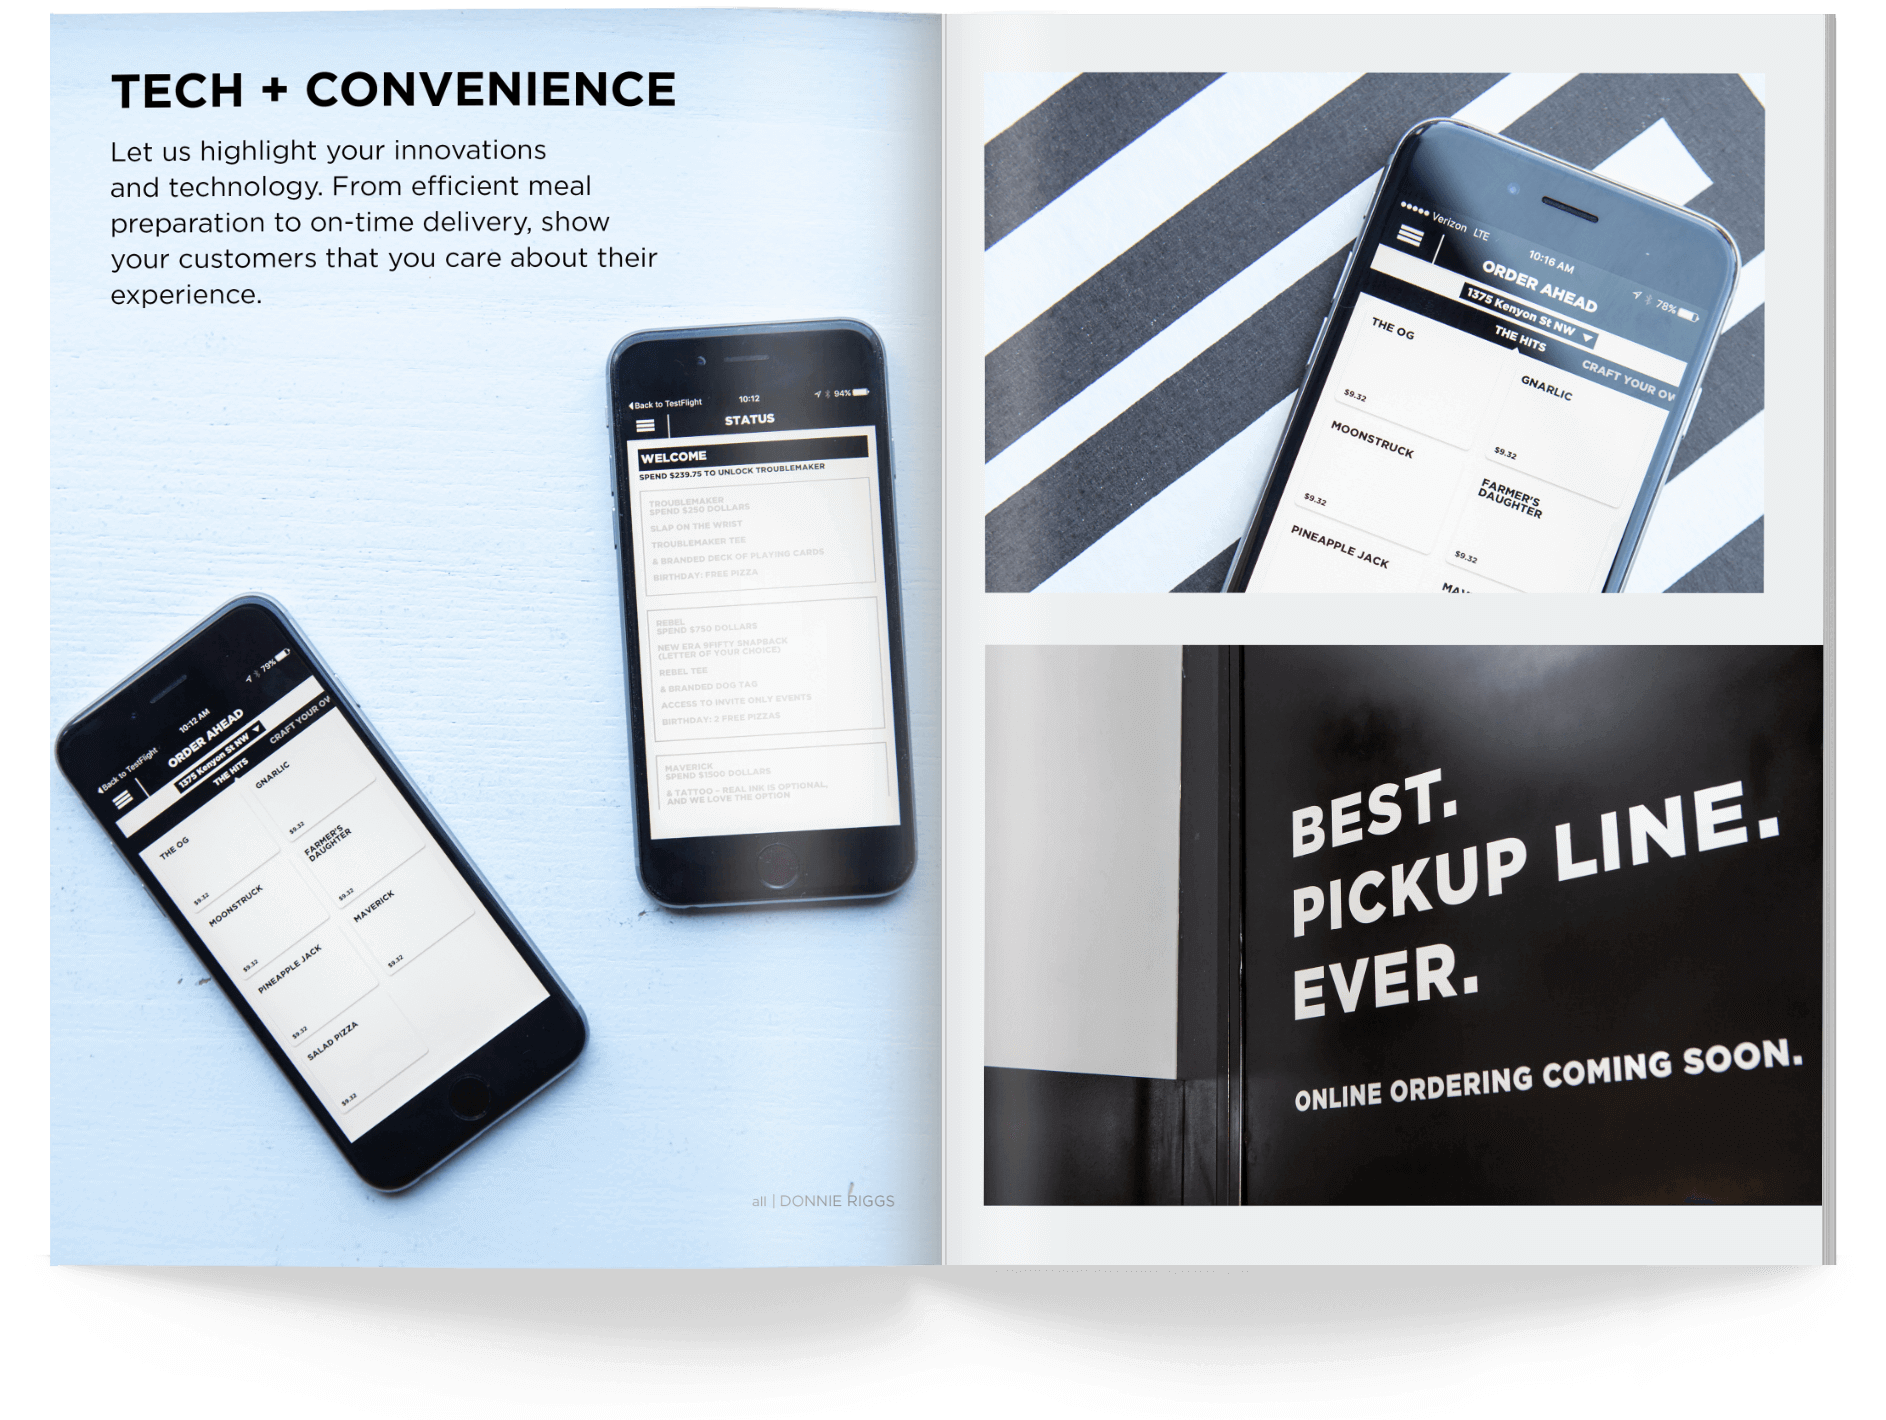 TECH + CONVENIENCE
Let us highlight your innovations
and technology. From efficient meal
preparation to on-time delivery, show
your customers that you care about their
experience.
Back to TestFlight
10:12
94%
STATUS
WELCOME
SPEND $239.75 TO UNLOCK TROUBLEMAKER
TROUBLEMAKER
SPEND $250 DOLLARS
SLAP ON THE WRIST
TROUBLEMAKER TEE
& BRANDED DECK OF PLAYING CARDS
BIRTHDAY: FREE PIZZA
REBEL
SPEND $750 DOLLARS
NEW ERA 9FIFTY SNAPBACK
(LETTER OF YOUR CHOICE)
REBEL TEE
& BRANDED DOG TAG
ACCESS TO INVITE ONLY EVENTS
BIRTHDAY: 2 FREE PIZZAS
MAVERICK
SPEND $1500 DOLLARS
& TATTOO - REAL INK IS OPTIONAL,
AND WE LOVE THE OPTION
Back to TestFlight
10:12 AM
79%
ORDER AHEAD
1375 Kenyon St NW
THE HITS
CRAFT YOUR OW
THE OG
$9.32
GNARLIC
$9.32
MOONSTRUCK
$9.32
FARMER'S
DAUGHTER
$9.32
PINEAPPLE JACK
$9.32
MAVERICK
$9.32
SALAD PIZZA
$9.32
all | DONNIE RIGGS
Verizon LTE
10:16 AM
78%
ORDER AHEAD
1375 Kenyon St NW
THE HITS
CRAFT YOUR OW
THE OG
$9.32
GNARLIC
$9.32
MOONSTRUCK
$9.32
FARMER'S
DAUGHTER
$9.32
PINEAPPLE JACK
MAV
BEST.
PICKUP LINE.
EVER.
ONLINE ORDERING COMING SOON.